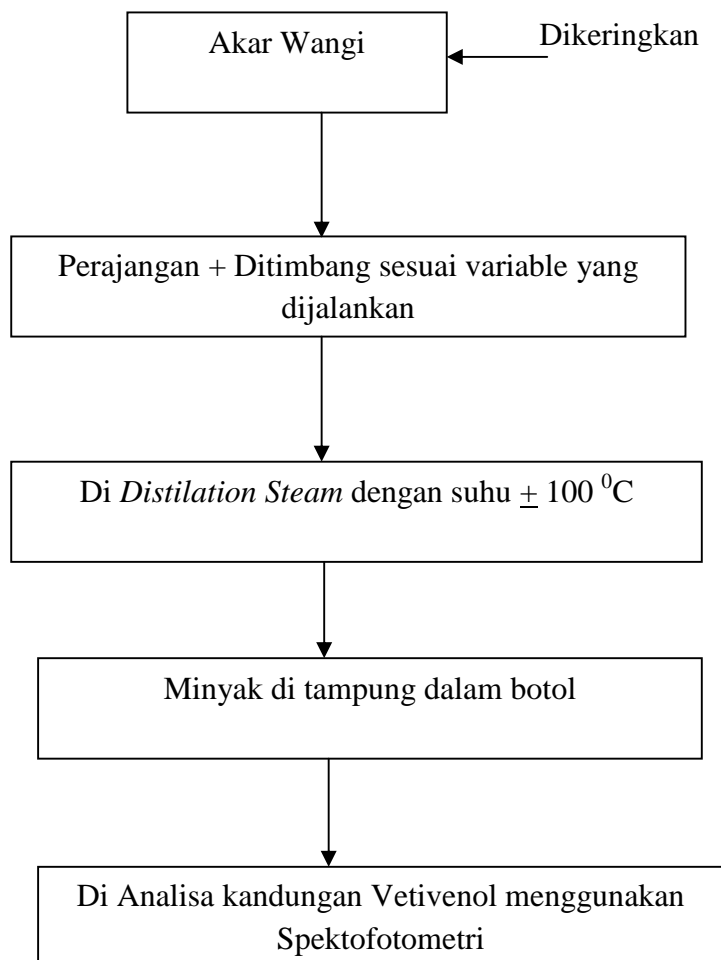 Akar Wangi
Dikeringkan
Perajangan + Ditimbang sesuai variable yang
dijalankan
Di Distilation Steam dengan suhu ± 100 ⁰C
Minyak di tampung dalam botol
Di Analisa kandungan Vetivenol menggunakan
Spektofotometri